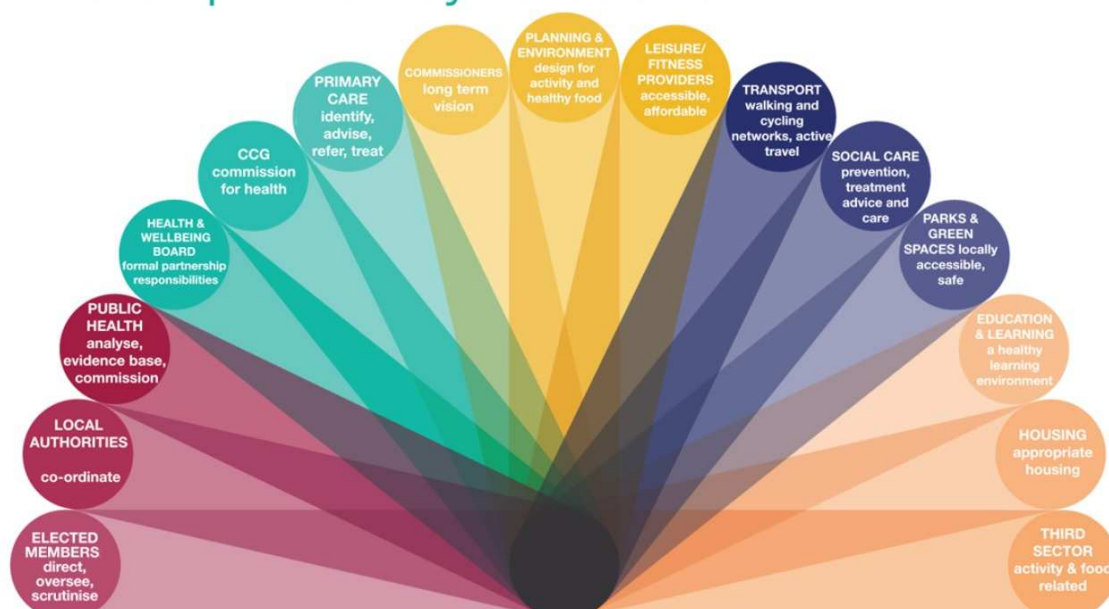 PLANNING &
ENVIRONMENT
design for
activity and
healthy food
LEISURE/
FITNESS
PROVIDERS
accessible,
affordable
COMMISSIONERS
long term
vision
PRIMARY
CARE
identify,
advise,
refer, treat
TRANSPORT
walking and
cycling
networks, active
travel
CCG
commission
for health
SOCIAL CARE
prevention,
treatment
advice and
care
HEALTH &
WELLBEING
BOARD
formal partnership
responsibilities
PARKS &
GREEN
SPACES locally
accessible,
safe
PUBLIC
HEALTH
analyse,
evidence base,
commission
EDUCATION
& LEARNING
a healthy
learning
environment
LOCAL
AUTHORITIES
co-ordinate
HOUSING
appropriate
housing
ELECTED
MEMBERS
direct,
oversee,
scrutinise
THIRD
SECTOR
activity & food
related